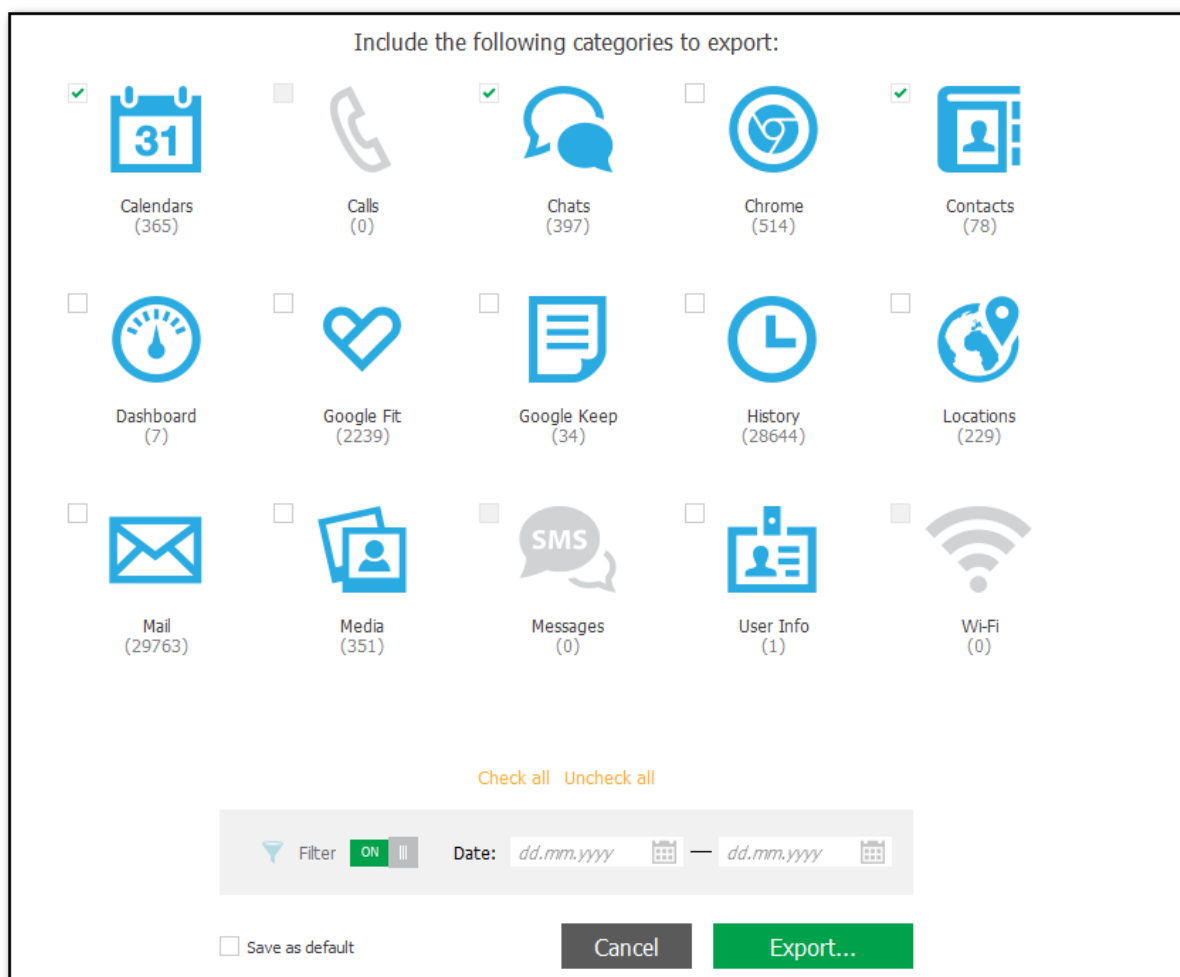 Include the following categories to export:
31
Calendars Calls Chats Chrome Contacts
(365) (0) (397) (514) (78)
Dashboard Google Fit Google Keep History Locations
(7) (2239) (34) (28644) (229)
SMS
Mail Media Messages User Info Wi-Fi
(29763) (351) (0) (1) (0)
Check all Uncheck all
Filter ON Date: dd.mm.yyyy — dd.mm.yyyy
Save as default Cancel Export...